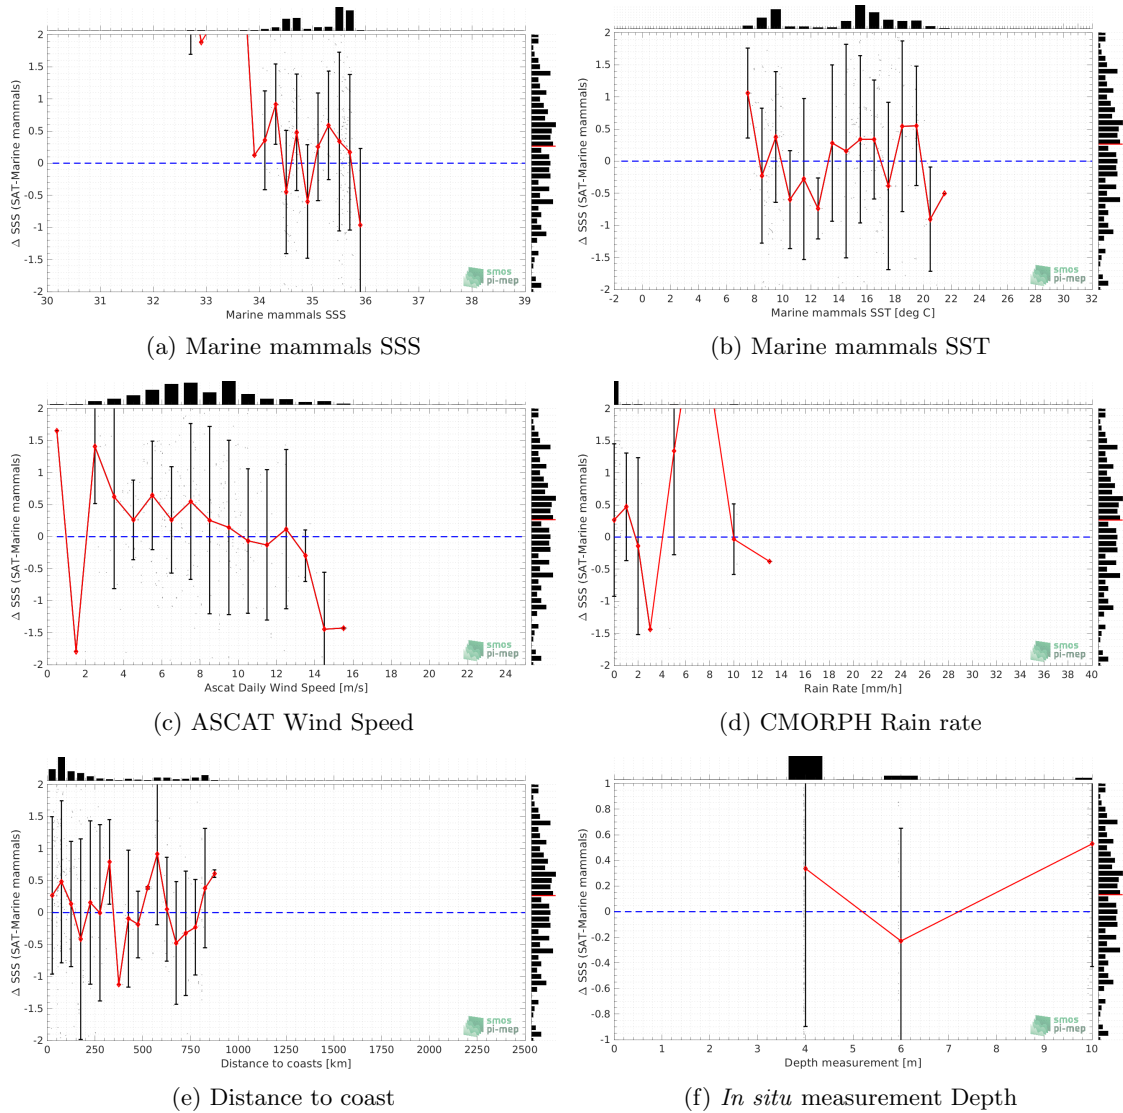 2
1.5
1
0.5
0
-0.5
-1
-1.5
-2
Δ SSS (SAT-Marine mammals)
30 31 32 33 34 35 36 37 38 39
Marine mammals SSS
smos
pi-mep
(a) Marine mammals SSS
2
1.5
1
0.5
0
-0.5
-1
-1.5
-2
Δ SSS (SAT-Marine mammals)
-2 0 2 4 6 8 10 12 14 16 18 20 22 24 26 28 30 32
Marine mammals SST [deg C]
smos
pi-mep
(b) Marine mammals SST
2
1.5
1
0.5
0
-0.5
-1
-1.5
-2
Δ SSS (SAT-Marine mammals)
0 2 4 6 8 10 12 14 16 18 20 22 24
Ascat Daily Wind Speed [m/s]
smos
pi-mep
(c) ASCAT Wind Speed
2
1.5
1
0.5
0
-0.5
-1
-1.5
-2
Δ SSS (SAT-Marine mammals)
0 2 4 6 8 10 12 14 16 18 20 22 24 26 28 30 32 34 36 38 40
Rain Rate [mm/h]
smos
pi-mep
(d) CMORPH Rain rate
2
1.5
1
0.5
0
-0.5
-1
-1.5
-2
Δ SSS (SAT-Marine mammals)
0 250 500 750 1000 1250 1500 1750 2000 2250 2500
Distance to coasts [km]
smos
pi-mep
(e) Distance to coast
1
0.8
0.6
0.4
0.2
0
-0.2
-0.4
-0.6
-0.8
-1
Δ SSS (SAT-Marine mammals)
0 1 2 3 4 5 6 7 8 9 10
Depth measurement [m]
smos
pi-mep
(f) In situ measurement Depth